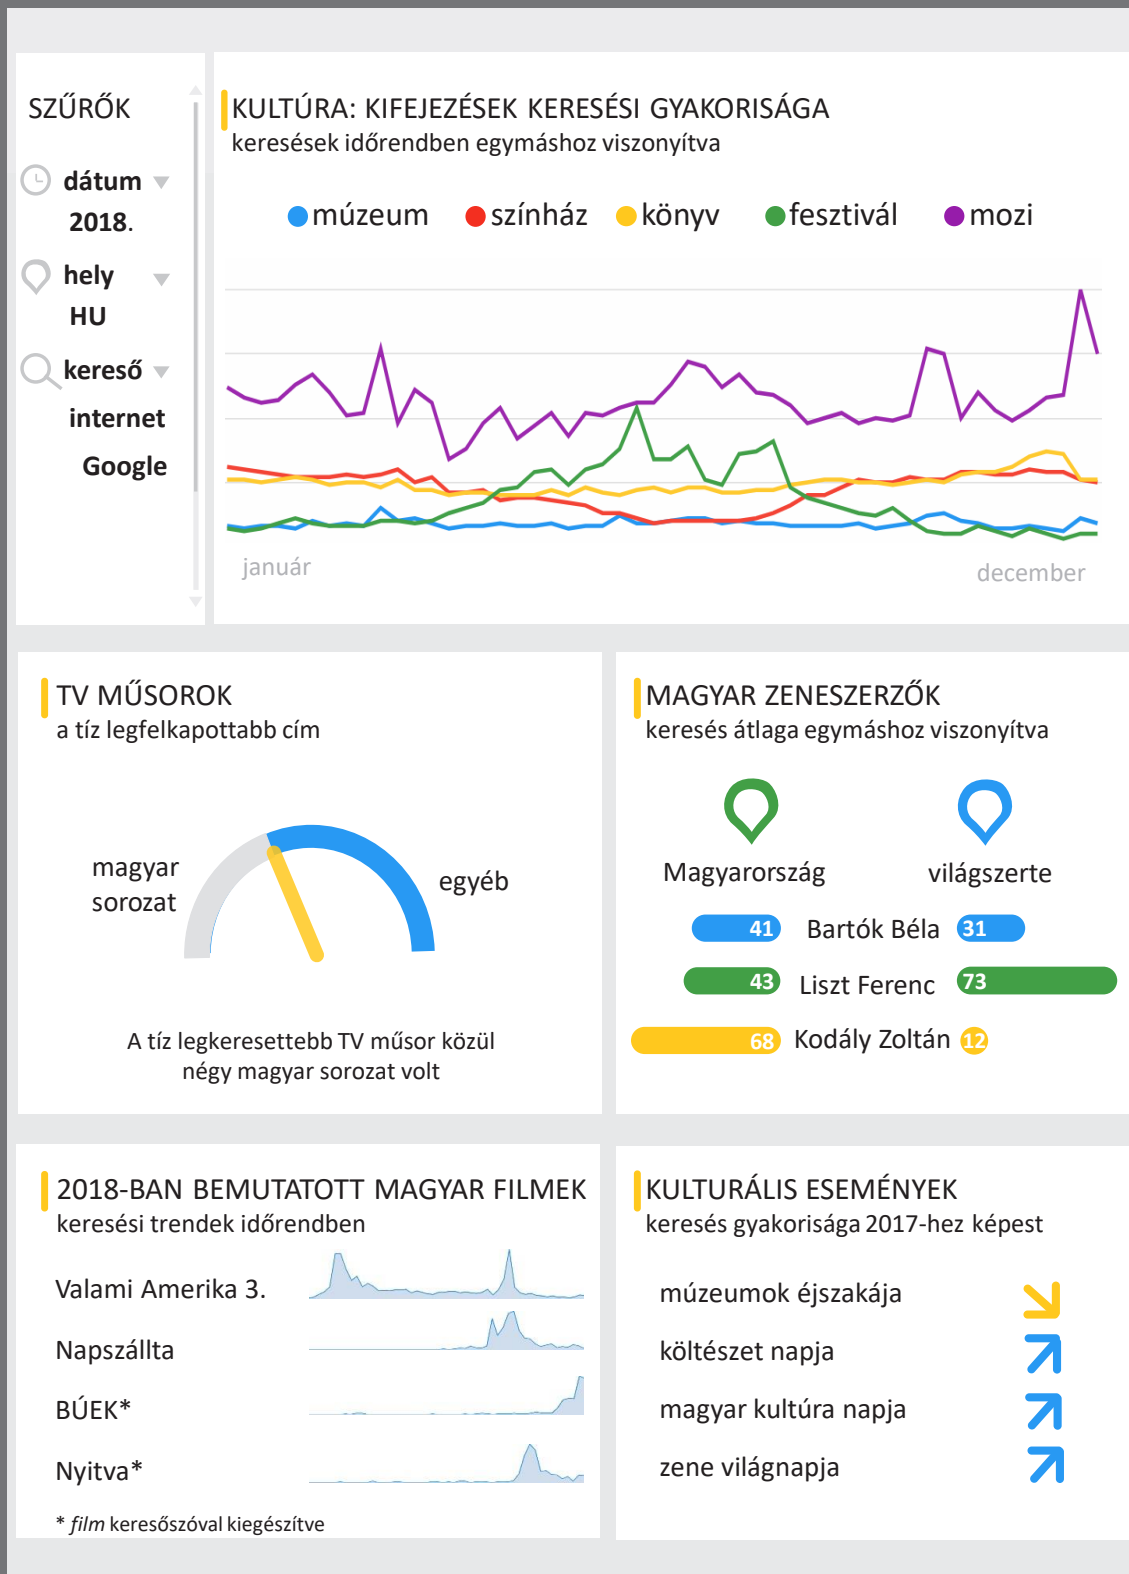 SZŰRŐK
dátum
2018.
hely
HU
kereső
internet
Google
KULTÚRA: KIFEJEZÉSEK KERESÉSI GYAKORISÁGA
keresések időrendben egymáshoz viszonyítva
múzeum színház könyv fesztivál mozi
január
december
TV MŰSOROK
a tíz legfelkapottabb cím
magyar
sorozat
egyéb
A tíz legkeresettebb TV műsor közül
négy magyar sorozat volt
MAGYAR ZENESZERZŐK
keresés átlaga egymáshoz viszonyítva
Magyarország világszerte
41 Bartók Béla 31
43 Liszt Ferenc 73
68 Kodály Zoltán 12
2018-BAN BEMUTATOTT MAGYAR FILMEK
keresési trendek időrendben
Valami Amerika 3.
Napszállta
BÚEK*
Nyitva*
* film keresőszóval kiegészítve
KULTURÁLIS ESEMÉNYEK
keresés gyakorisága 2017-hez képest
múzeumok éjszakája
költészet napja
magyar kultúra napja
zene világnapja